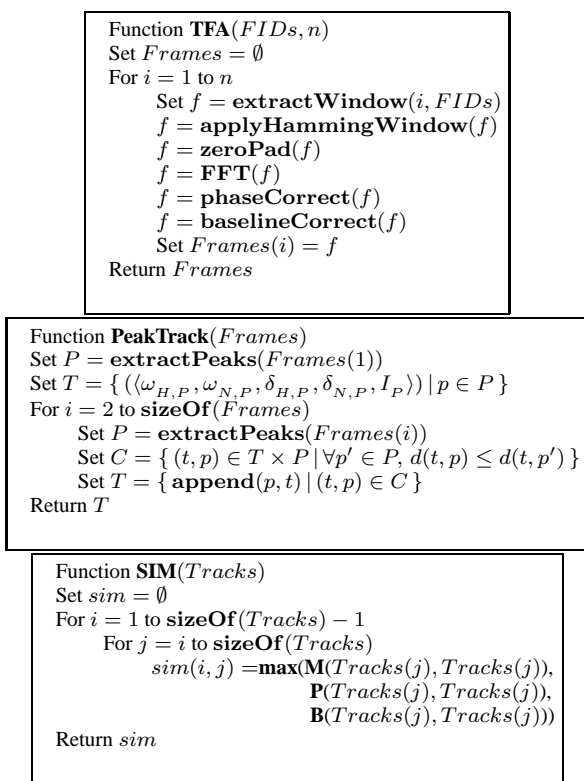 Function TFA(FIDs, n)
Set Frames = ∅
For i = 1 to n
Set f = extractWindow(i, FIDs)
f = applyHammingWindow(f)
f = zeroPad(f)
f = FFT(f)
f = phaseCorrect(f)
f = baselineCorrect(f)
Set Frames(i) = f
Return Frames
Function PeakTrack(Frames)
Set P = extractPeaks(Frames(1))
Set T = { (⟨ω_{H,P}, ω_{N,P}, δ_{H,P}, δ_{N,P}, I_P⟩) | p ∈ P }
For i = 2 to sizeOf(Frames)
Set P = extractPeaks(Frames(i))
Set C = { (t, p) ∈ T × P | ∀p′ ∈ P, d(t, p) ≤ d(t, p′) }
Set T = { append(p, t) | (t, p) ∈ C }
Return T
Function SIM(Tracks)
Set sim = ∅
For i = 1 to sizeOf(Tracks) − 1
For j = i to sizeOf(Tracks)
sim(i, j) =max(M(Tracks(j), Tracks(j)),
P(Tracks(j), Tracks(j)),
B(Tracks(j), Tracks(j)))
Return sim